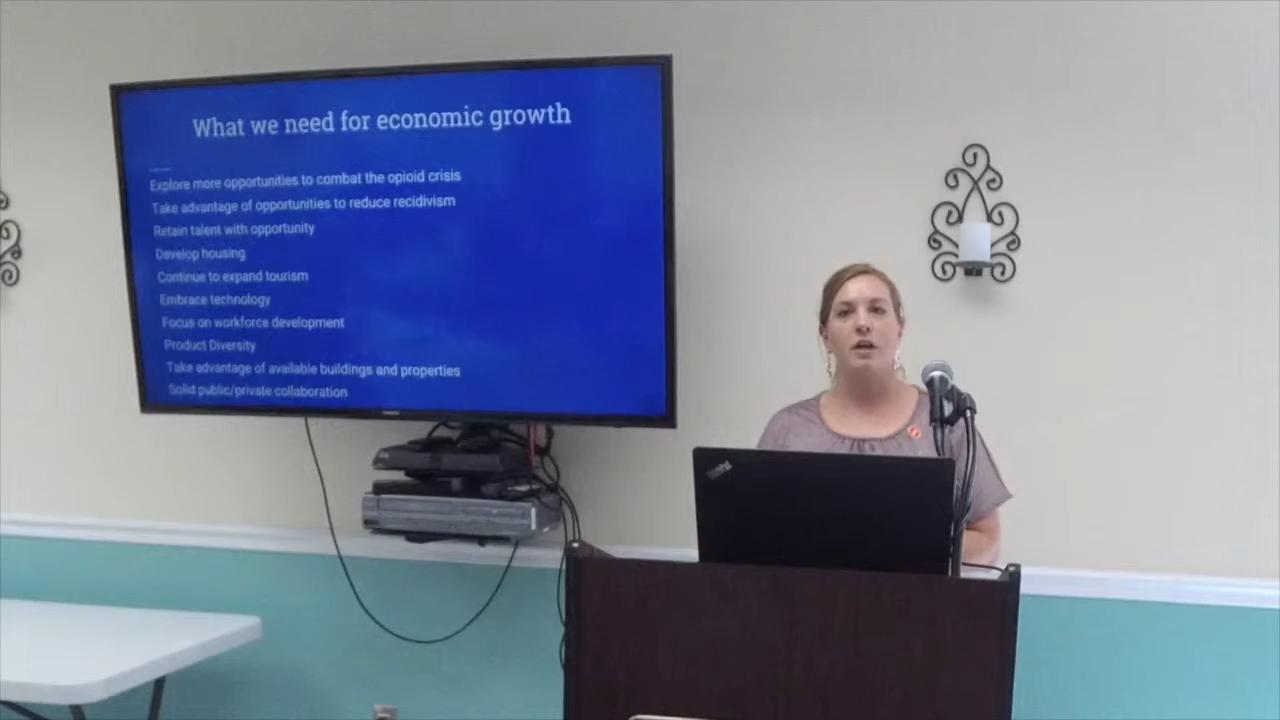 What we need for economic growth
Explore more opportunities to combat the opioid crisis
Take advantage of opportunities to reduce recidivism
Retain talent with opportunity
Develop housing
Continue to expand tourism
Embrace technology
Focus on workforce development
Product Diversity
Take advantage of available buildings and properties
Solid public/private collaboration
ThinkPad